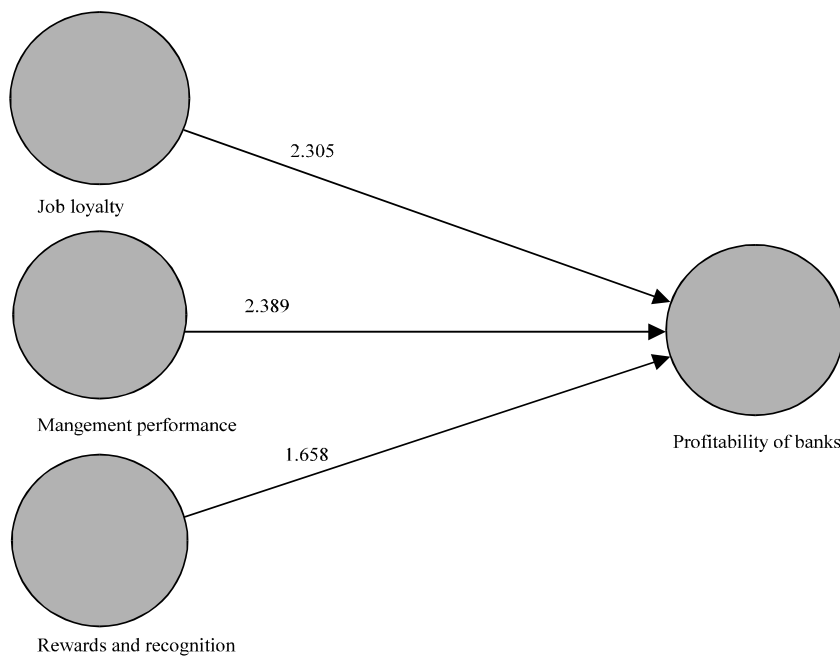 2.305
Job loyalty
2.389
Mangement performance
Profitability of banks
1.658
Rewards and recognition